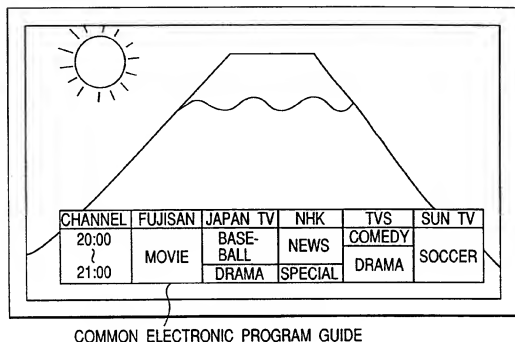 CHANNEL FUJISAN JAPAN TV NHK TVS SUN TV
20:00
~
21:00
MOVIE
BASE-
BALL
DRAMA
NEWS
SPECIAL
COMEDY
DRAMA
SOCCER
COMMON ELECTRONIC PROGRAM GUIDE